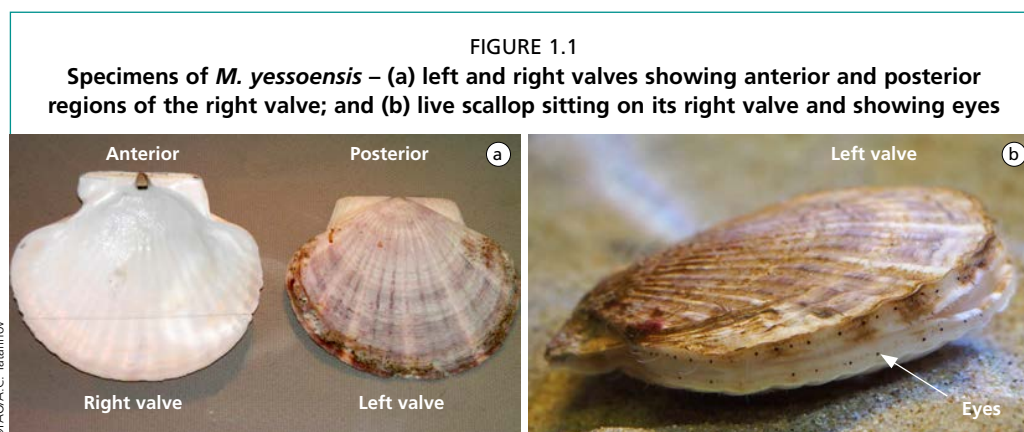 FIGURE 1.1
Specimens of M. yessoensis – (a) left and right valves showing anterior and posterior
regions of the right valve; and (b) live scallop sitting on its right valve and showing eyes
Anterior
Posterior
a
Right valve
Left valve
Left valve
b
Eyes